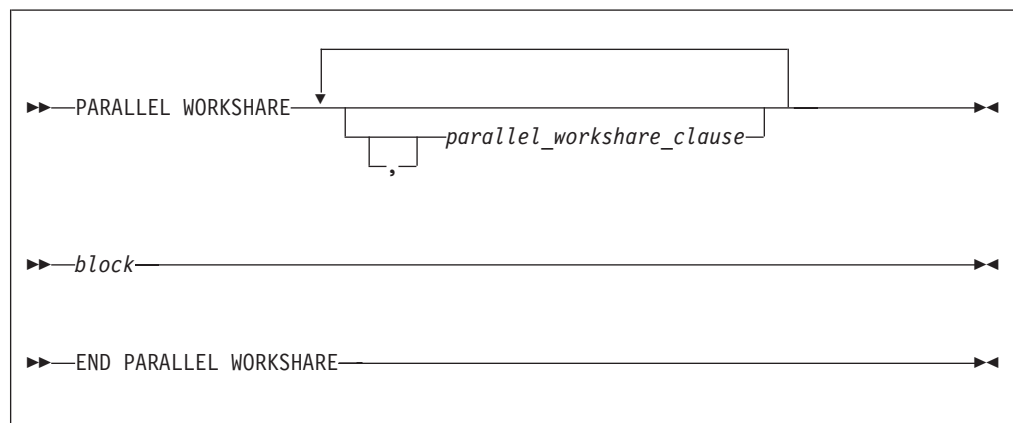 PARALLEL WORKSHARE
parallel_workshare_clause
,
block
END PARALLEL WORKSHARE